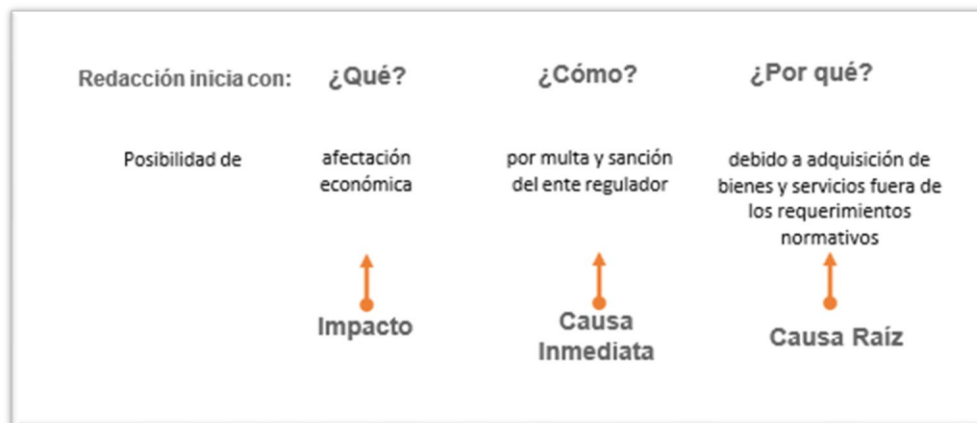 Redacción inicia con: ¿Qué? ¿Cómo? ¿Por qué?
Posibilidad de
afectación
económica
por multa y sanción
del ente regulador
debido a adquisición de
bienes y servicios fuera de
los requerimientos
normativos
Impacto
Causa
Inmediata
Causa Raíz